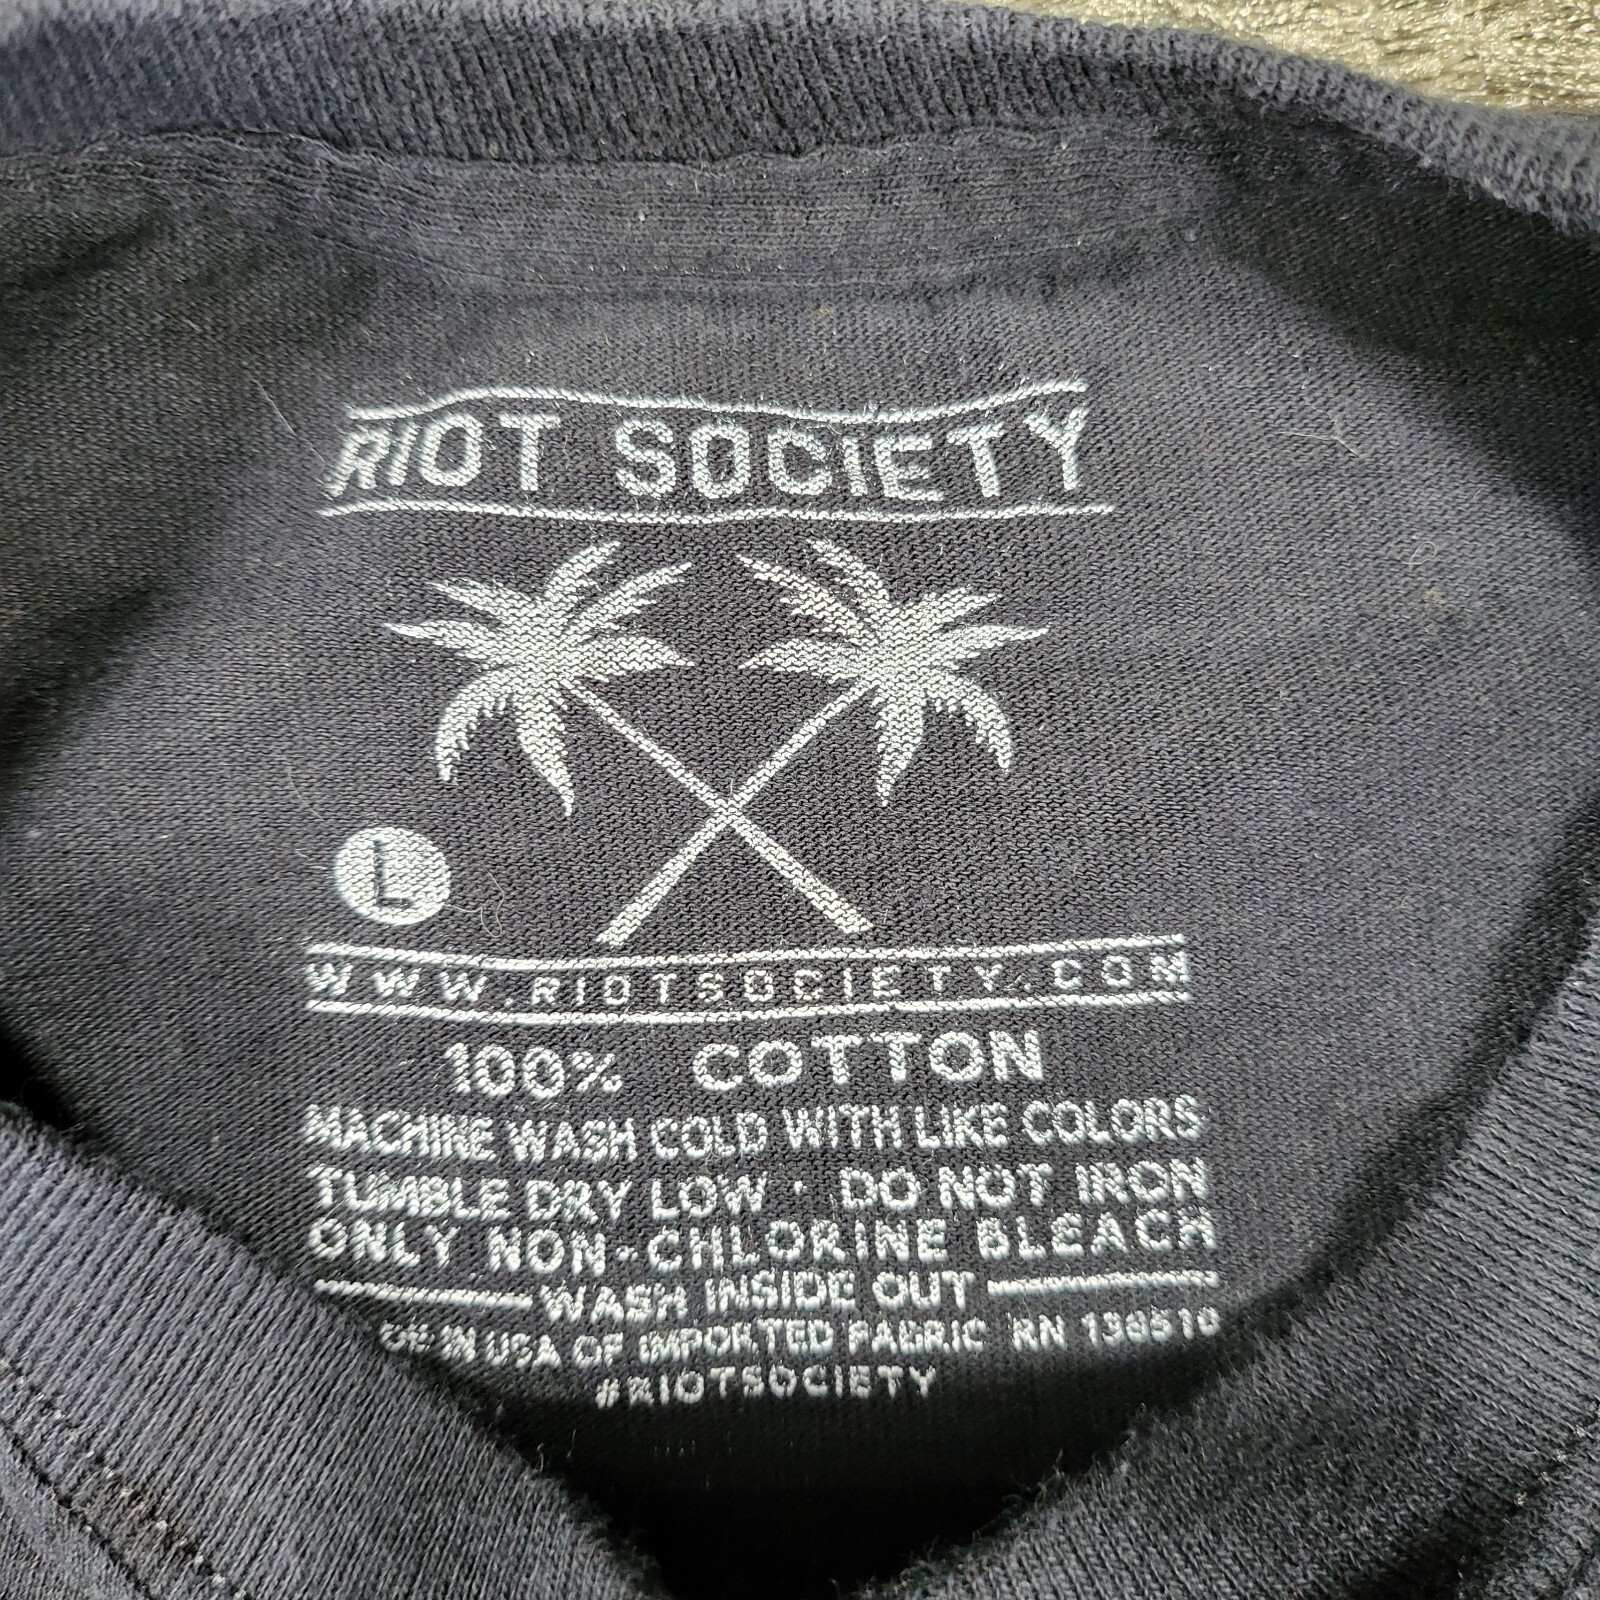 RIOT SOCIETY
L
WWW.RIOTSOCIETY.COM
100% COTTON
MACHINE WASH COLD WITH LIKE COLORS
TUMBLE DRY LOW · DO NOT IRON
ONLY NON-CHLORINE BLEACH
WASH INSIDE OUT
DE IN USA OF IMPORTED FABRIC RN
#RIOTSOCIETY